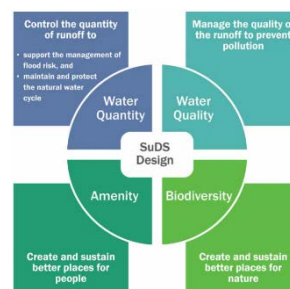 Control the quantity
of runoff to
• support the management of
flood risk, and
• maintain and protect
the natural water
cycle
Manage the quality of
the runoff to prevent
pollution
Water
Quantity
Water
Quality
SuDS
Design
Amenity
Biodiversity
Create and sustain
better places for
people
Create and sustain
better places for
nature